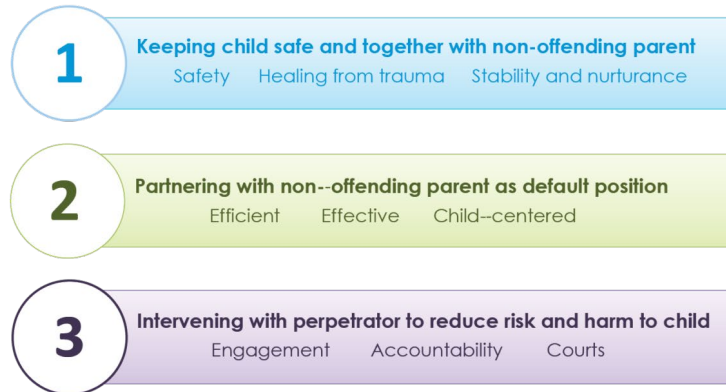 1
Keeping child safe and together with non-offending parent
Safety Healing from trauma Stability and nurturance
2
Partnering with non--offending parent as default position
Efficient Effective Child--centered
3
Intervening with perpetrator to reduce risk and harm to child
Engagement Accountability Courts